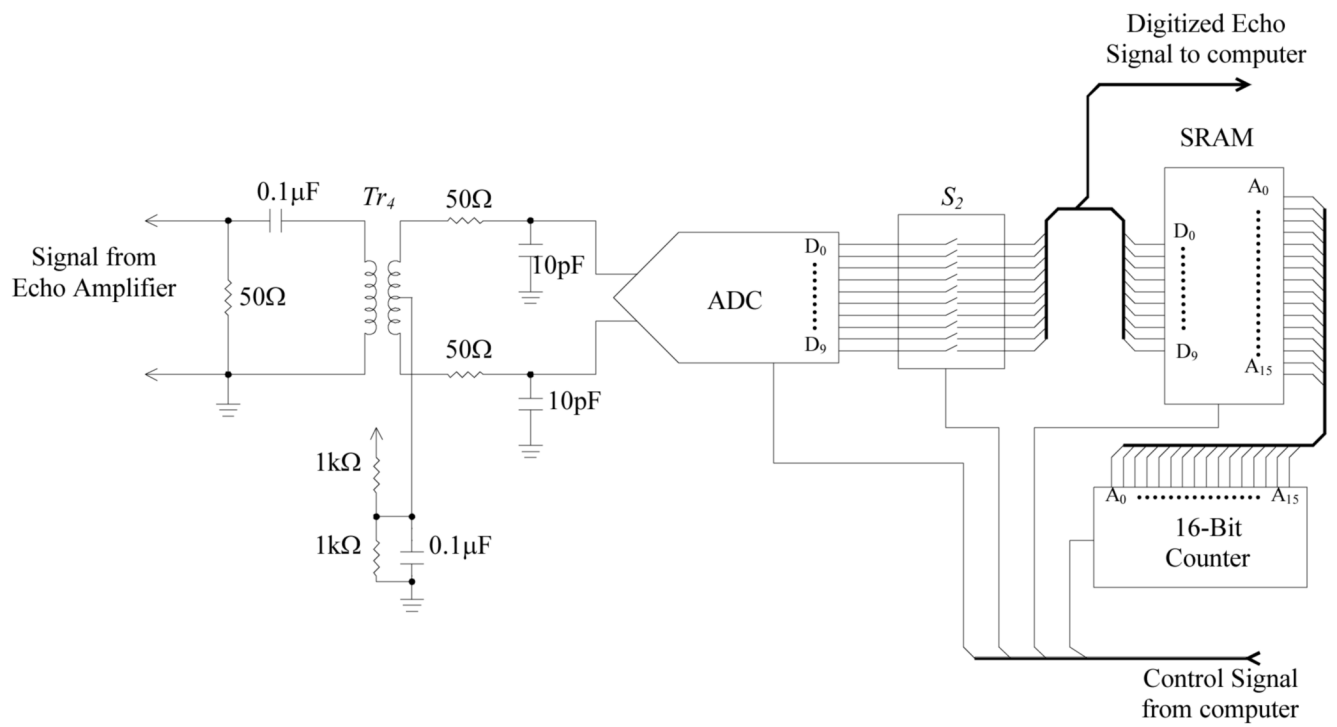 Digitized Echo
Signal to computer
SRAM
0.1μF
Tr4
50Ω
S2
A0
D0
D0
Signal from
Echo Amplifier
50Ω
10pF
ADC
50Ω
D9
D9
A15
10pF
1kΩ
A0
A15
1kΩ
0.1μF
16-Bit
Counter
Control Signal
from computer